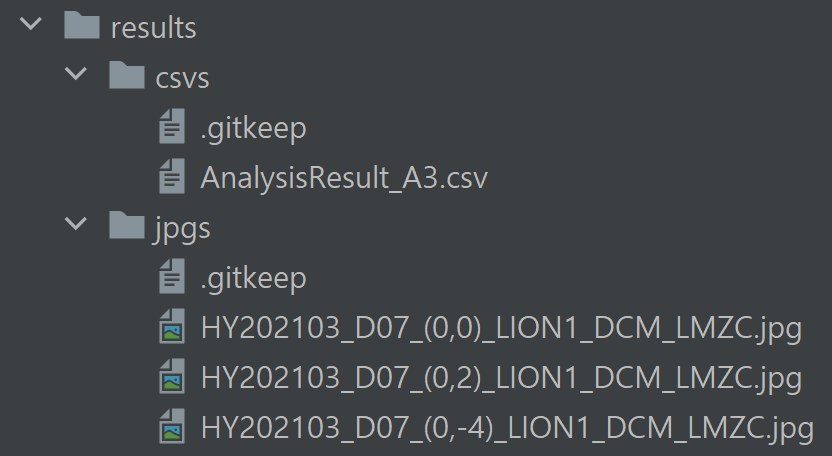 results
csvs
.gitkeep
AnalysisResult_A3.csv
jpgs
.gitkeep
HY202103_D07_(0,0)_LION1_DCM_LMZC.jpg
HY202103_D07_(0,2)_LION1_DCM_LMZC.jpg
HY202103_D07_(0,-4)_LION1_DCM_LMZC.jpg